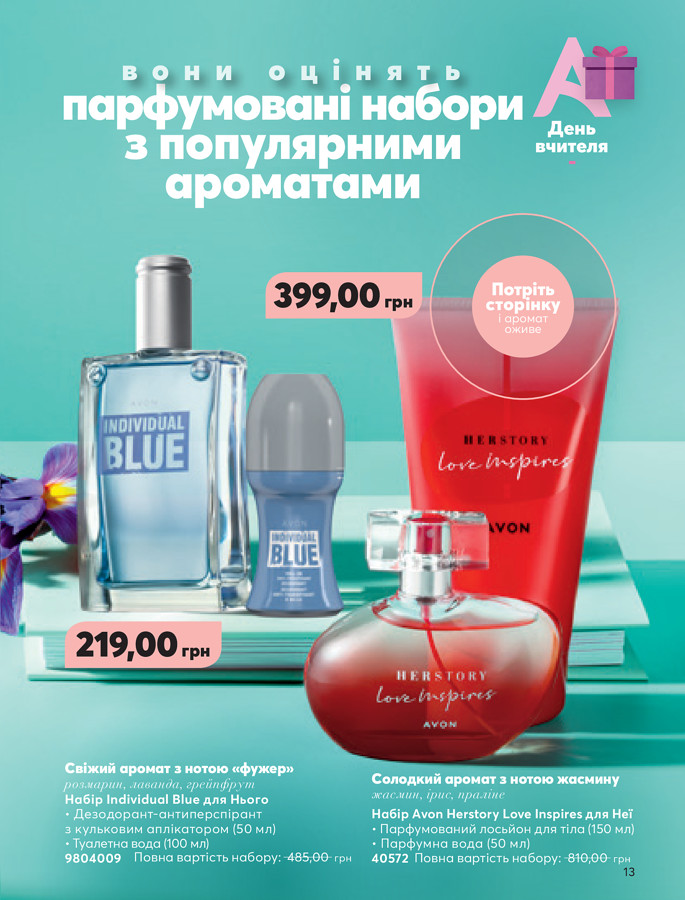 вони оцінять
парфумовані набори
з популярними
ароматами
День
вчителя
399,00 грн
Потріть
сторінку
і аромат
оживе
AVON
INDIVIDUAL
BLUE
AVON
INDIVIDUAL
BLUE
HERSTORY
Love Inspires
AVON
219,00 грн
HERSTORY
Love Inspires
AVON
Свіжий аромат з нотою «фужер»
розмарин, лаванда, грейпфрут
Набір Individual Blue для Нього
• Дезодорант-антиперспірант
з кульковим аплікатором (50 мл)
• Туалетна вода (100 мл)
9804009 Повна вартість набору: 485,00 грн
Солодкий аромат з нотою жасмину
жасмин, ірис, праліне
Набір Avon Herstory Love Inspires для Неї
• Парфумований лосьйон для тіла (150 мл)
• Парфумна вода (50 мл)
40572 Повна вартість набору: 810,00 грн
13